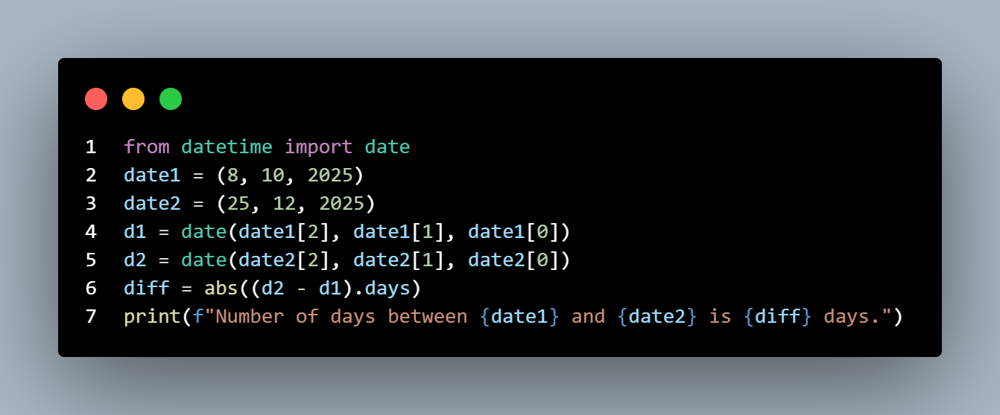 1 from datetime import date
2 date1 = (8, 10, 2025)
3 date2 = (25, 12, 2025)
4 d1 = date(date1[2], date1[1], date1[0])
5 d2 = date(date2[2], date2[1], date2[0])
6 diff = abs((d2 - d1).days)
7 print(f"Number of days between {date1} and {date2} is {diff} days.")